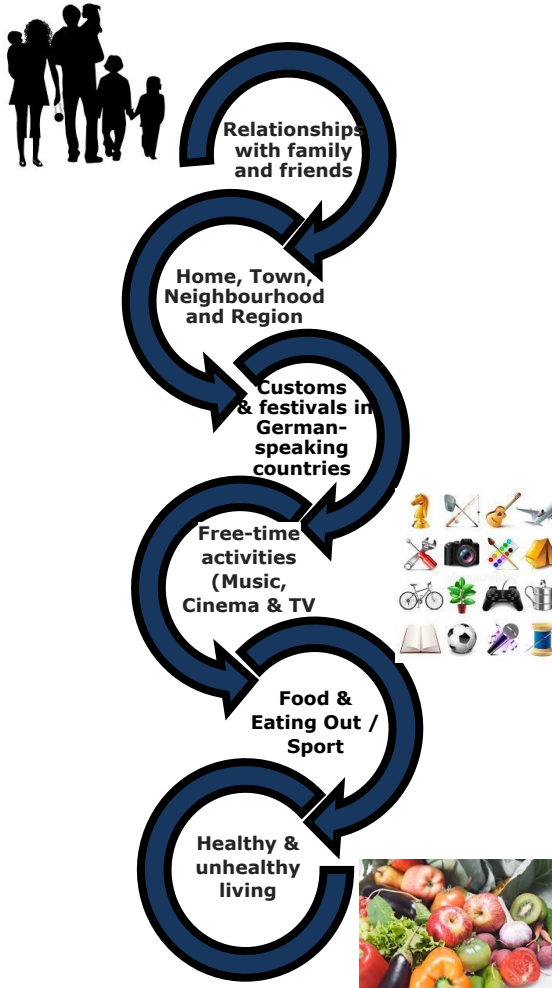 Relationships
with family
and friends
Home, Town,
Neighbourhood
and Region
Customs
& festivals in
German-
speaking
countries
Free-time
activities
(Music,
Cinema & TV
Food &
Eating Out /
Sport
Healthy &
unhealthy
living